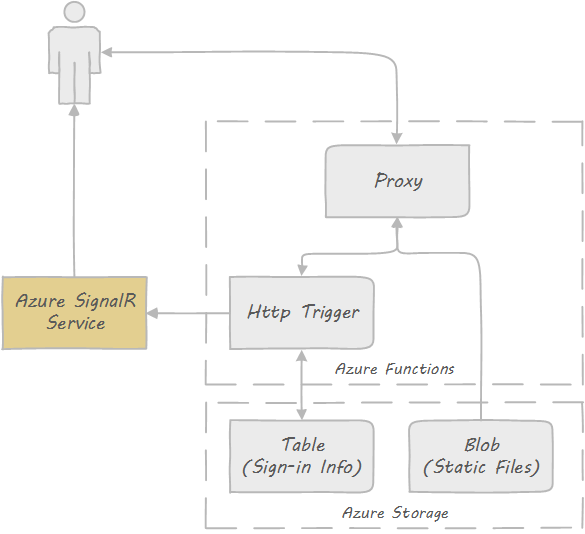 Proxy
Azure SignalR
Service
Http Trigger
Azure Functions
Table
(Sign-in Info)
Blob
(Static Files)
Azure Storage